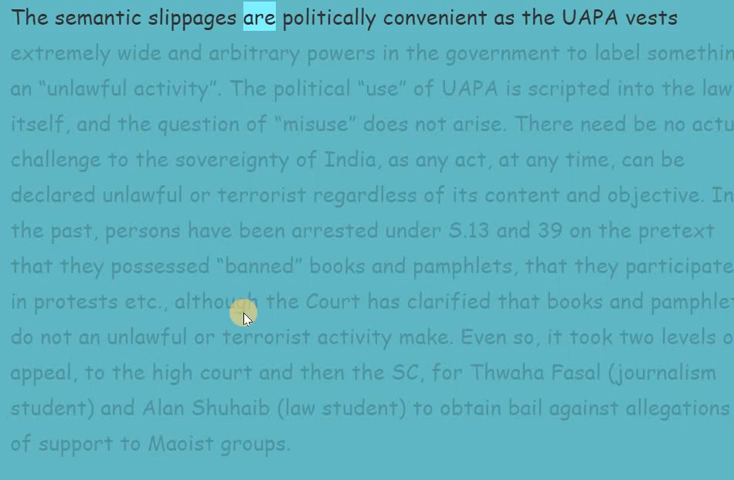 The semantic slippages are politically convenient as the UAPA vests
extremely wide and arbitrary powers in the government to label somethin
an “unlawful activity”. The political “use” of UAPA is scripted into the law
itself, and the question of “misuse” does not arise. There need be no actu
challenge to the sovereignty of India, as any act, at any time, can be
declared unlawful or terrorist regardless of its content and objective. In
the past, persons have been arrested under S.13 and 39 on the pretext
that they possessed “banned” books and pamphlets, that they participate
in protests etc., although the Court has clarified that books and pamphlet
do not an unlawful or terrorist activity make. Even so, it took two levels o
appeal, to the high court and then the SC, for Thwaha Fasal (journalism
student) and Alan Shuhaib (law student) to obtain bail against allegations
of support to Maoist groups.